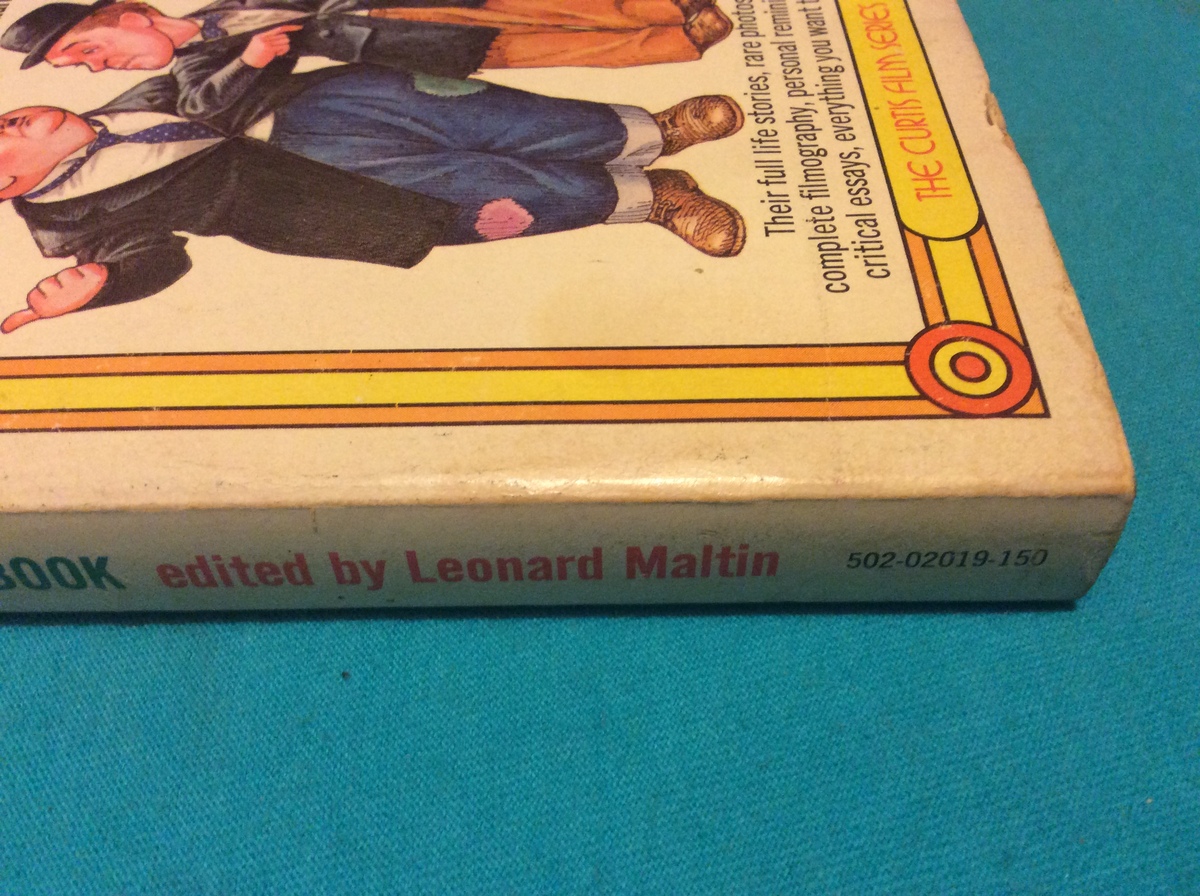 Their full life stories, rare photos
complete filmography, personal
critical essays, everything you want
THE CURTIS FILM SERIES
BOOK edited by Leonard Maltin 502-02019-150